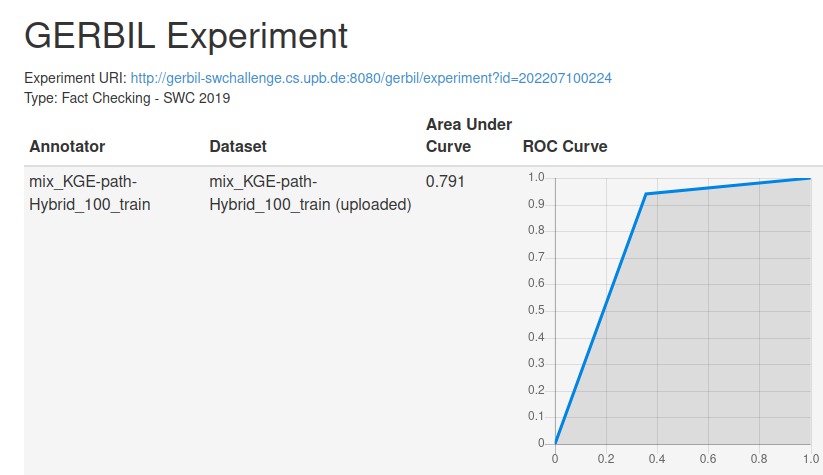 GERBIL Experiment
Experiment URI: http://gerbil-swchallenge.cs.upb.de:8080/gerbil/experiment?id=202207100224
Type: Fact Checking - SWC 2019
Annotator Dataset Area Under Curve ROC Curve
mix_KGE-path- mix_KGE-path- 0.791
Hybrid_100_train Hybrid_100_train (uploaded)
1.0
0.9
0.8
0.7
0.6
0.5
0.4
0.3
0.2
0.1
0
0 0.2 0.4 0.6 0.8 1.0